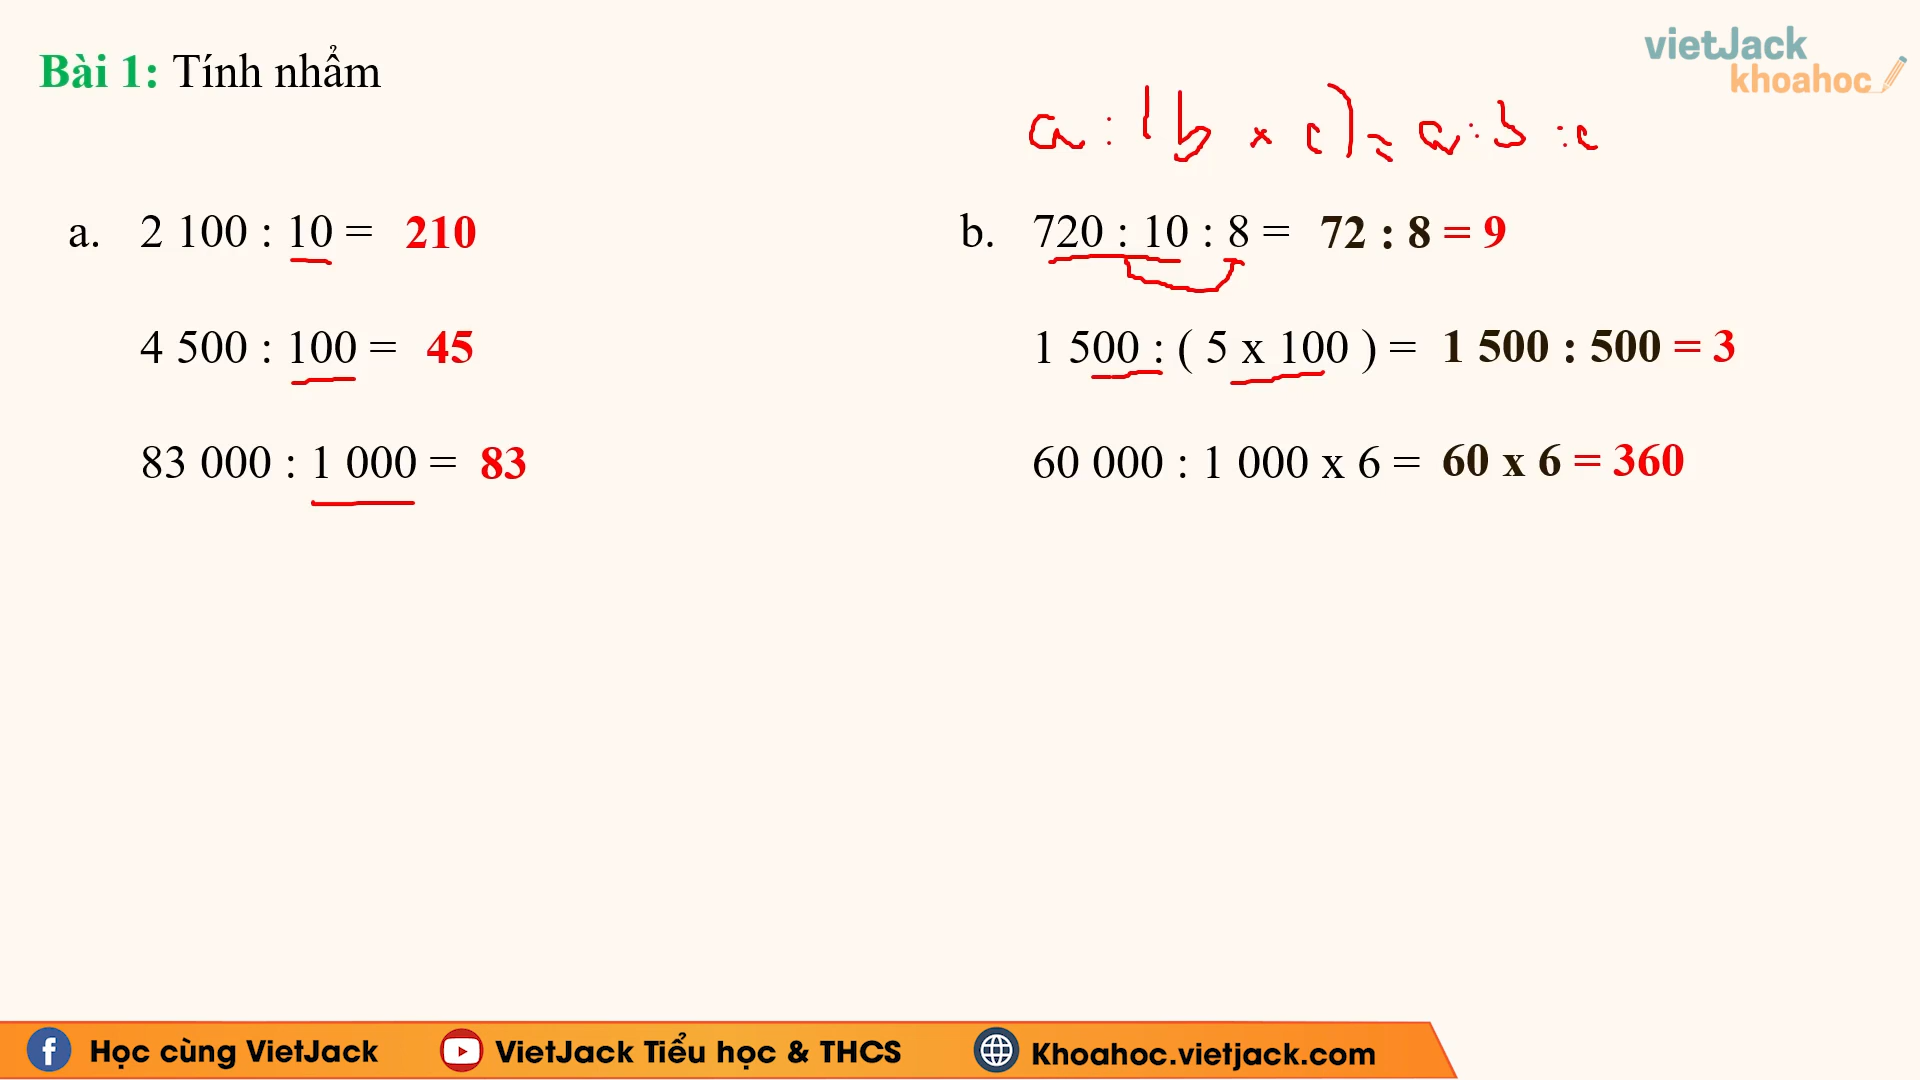 Bài 1: Tính nhẩm
vietJack
khoahoc
a : (b x c) = a : b : c
a. 2 100 : 10 = 210
4 500 : 100 = 45
83 000 : 1 000 = 83
b. 720 : 10 : 8 = 72 : 8 = 9
1 500 : ( 5 x 100 ) = 1 500 : 500 = 3
60 000 : 1 000 x 6 = 60 x 6 = 360
Học cùng VietJack
VietJack Tiểu học & THCS
Khoahoc.vietjack.com